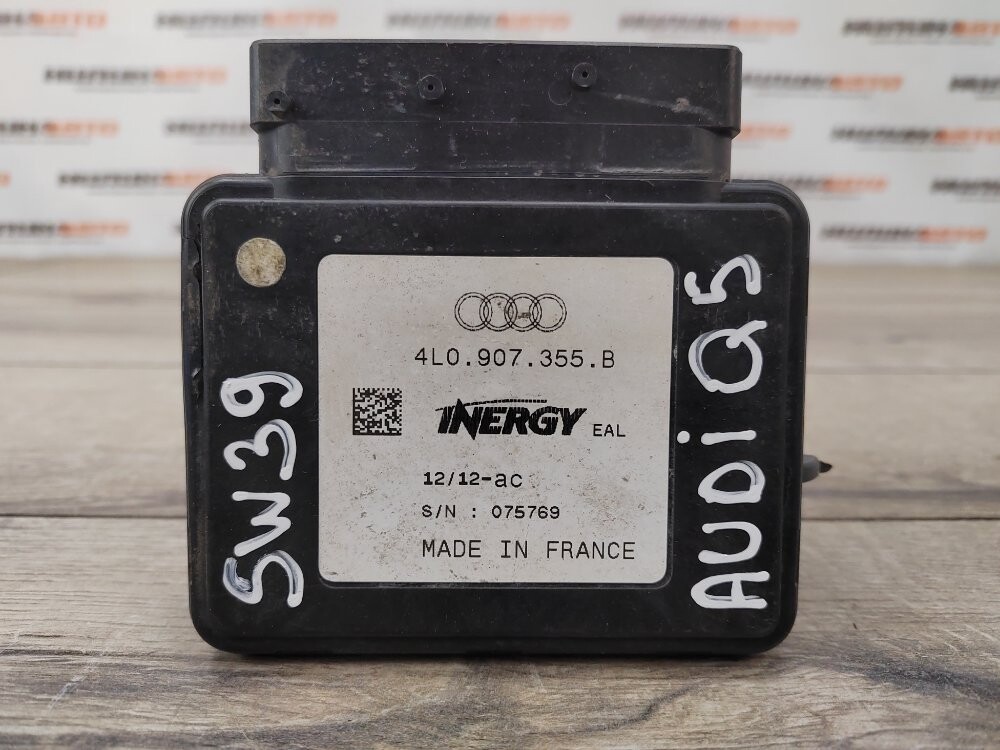 4L0.907.355.B
INERGY EAL
12/12-ac
S/N : 075769
MADE IN FRANCE
SW39
AUDI Q5